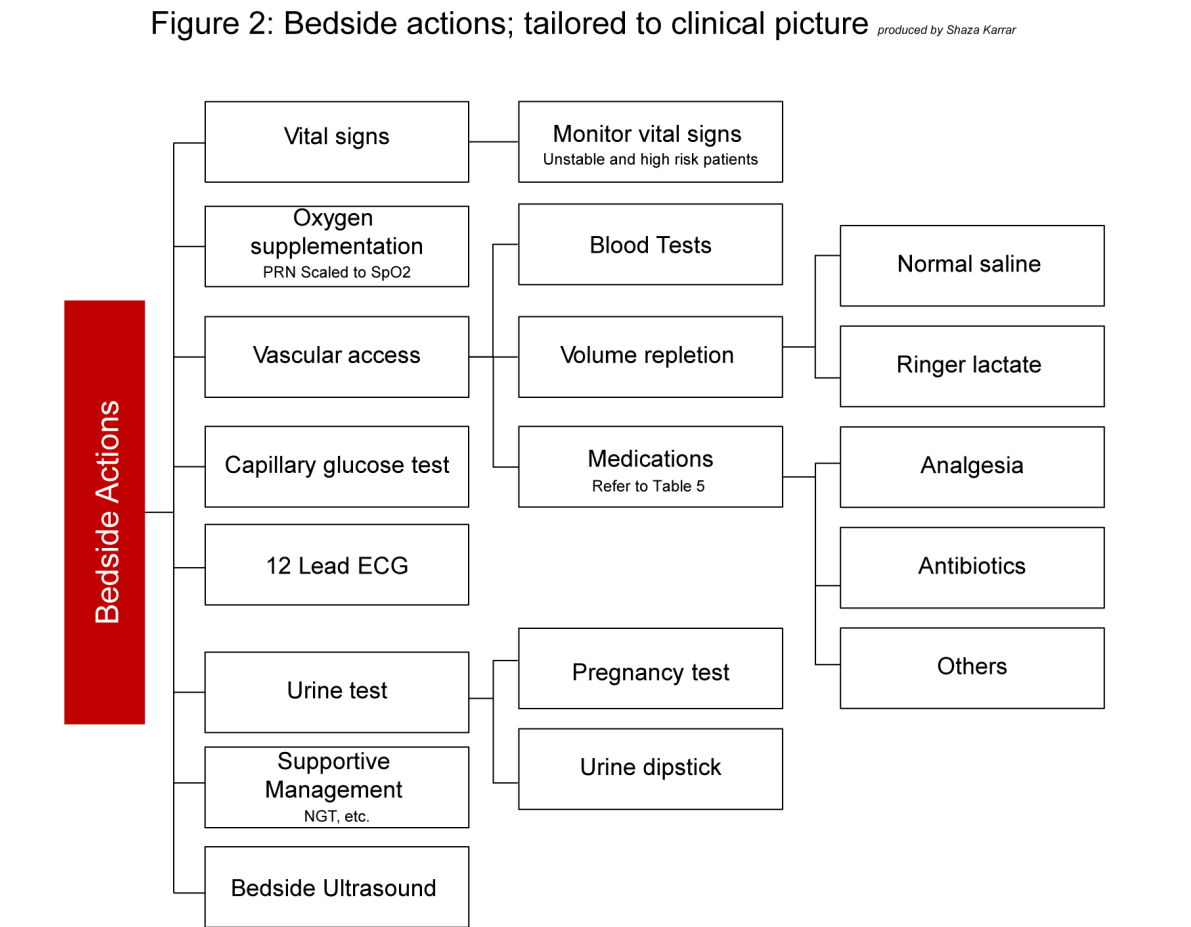 Figure 2: Bedside actions; tailored to clinical picture produced by Shaza Karrar
Bedside Actions
Vital signs
Monitor vital signs
Unstable and high risk patients
Oxygen
supplementation
PRN Scaled to SpO2
Vascular access
Blood Tests
Volume repletion
Normal saline
Ringer lactate
Medications
Refer to Table 5
Analgesia
Antibiotics
Others
Capillary glucose test
12 Lead ECG
Urine test
Pregnancy test
Urine dipstick
Supportive
Management
NGT, etc.
Bedside Ultrasound